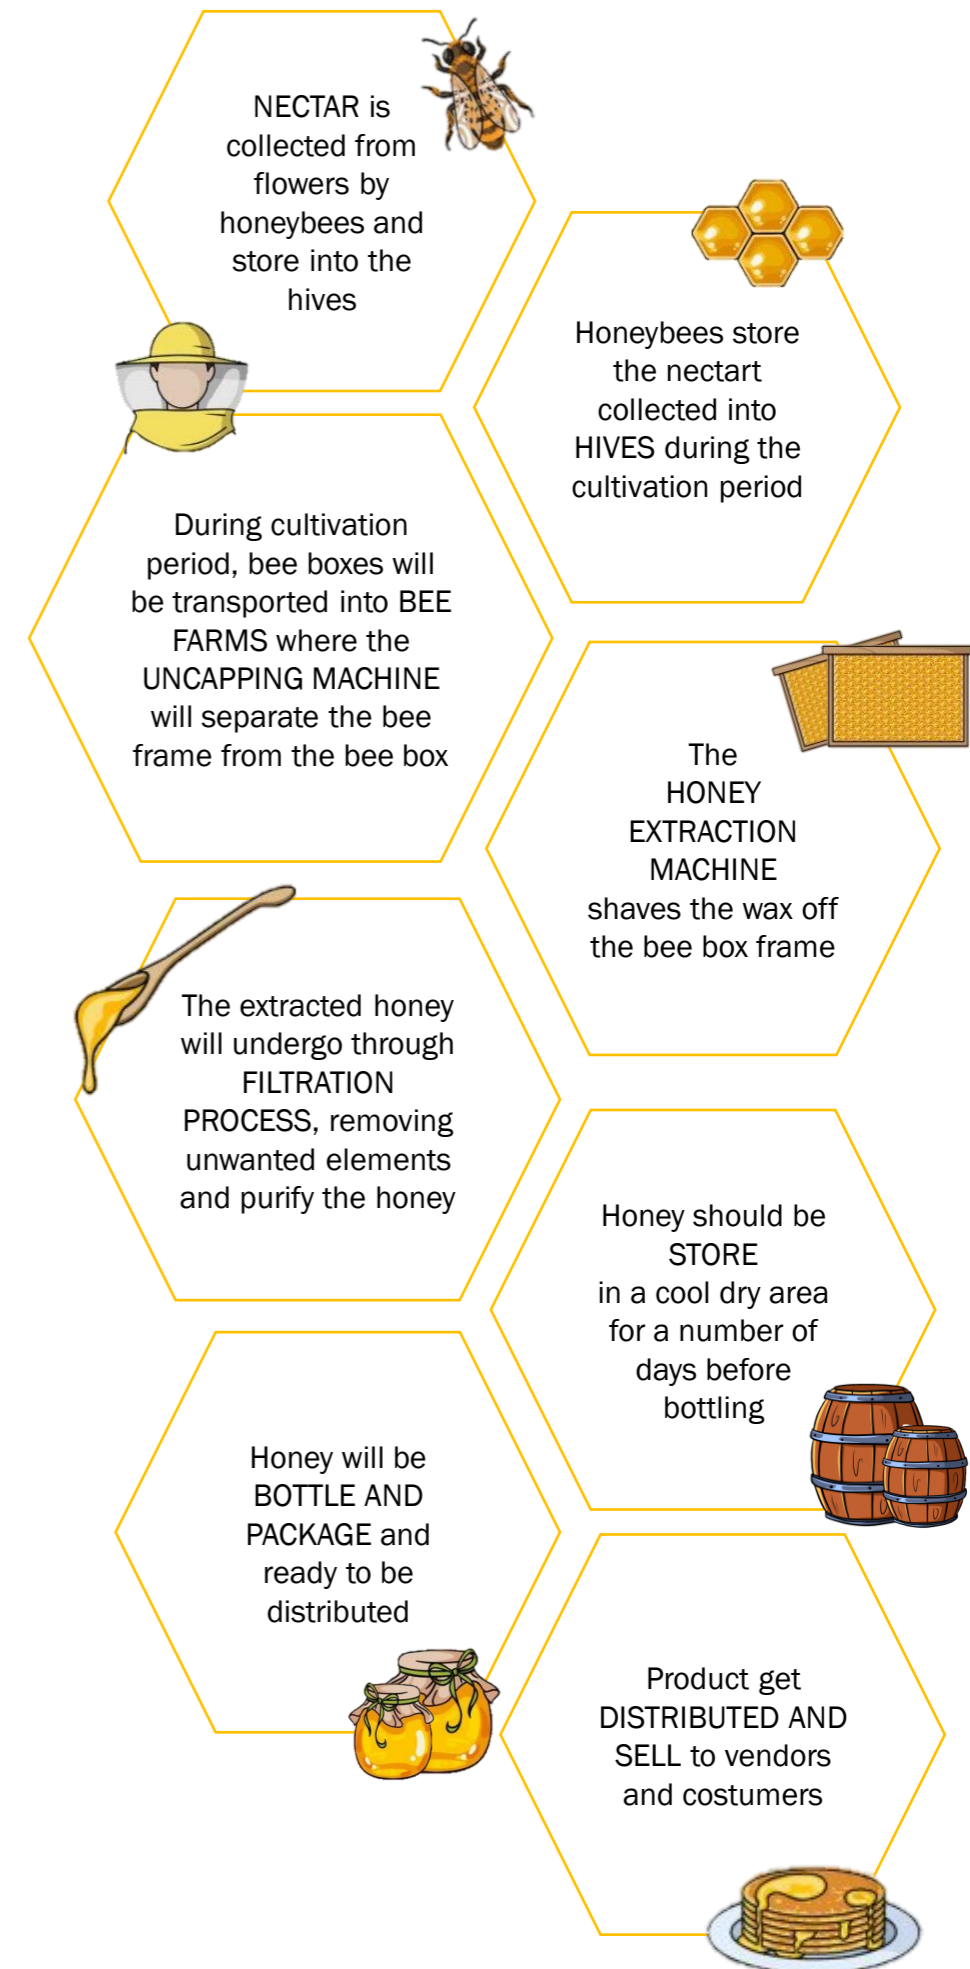 NECTAR is
collected from
flowers by
honeybees and
store into the
hives
Honeybees store
the nectart
collected into
HIVES during the
cultivation period
During cultivation
period, bee boxes will
be transported into BEE
FARMS where the
UNCAPPING MACHINE
will separate the bee
frame from the bee box
The
HONEY
EXTRACTION
MACHINE
shaves the wax off
the bee box frame
The extracted honey
will undergo through
FILTRATION
PROCESS, removing
unwanted elements
and purify the honey
Honey should be
STORE
in a cool dry area
for a number of
days before
bottling
Honey will be
BOTTLE AND
PACKAGE and
ready to be
distributed
Product get
DISTRIBUTED AND
SELL to vendors
and costumers